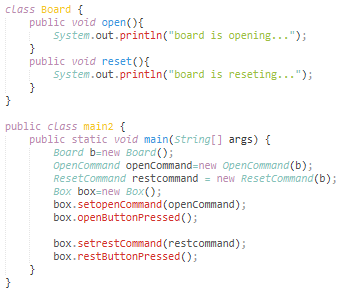 class Board {
    public void open(){
        System.out.println("board is opening...");
    }
    public void reset(){
        System.out.println("board is reseting...");
    }
}

public class main2 {
    public static void main(String[] args) {
        Board b=new Board();
        OpenCommand openCommand=new OpenCommand(b);
        ResetCommand restcommand = new ResetCommand(b);
        Box box=new Box();
        box.setopenCommand(openCommand);
        box.openButtonPressed();

        box.setrestCommand(restcommand);
        box.restButtonPressed();
    }
}